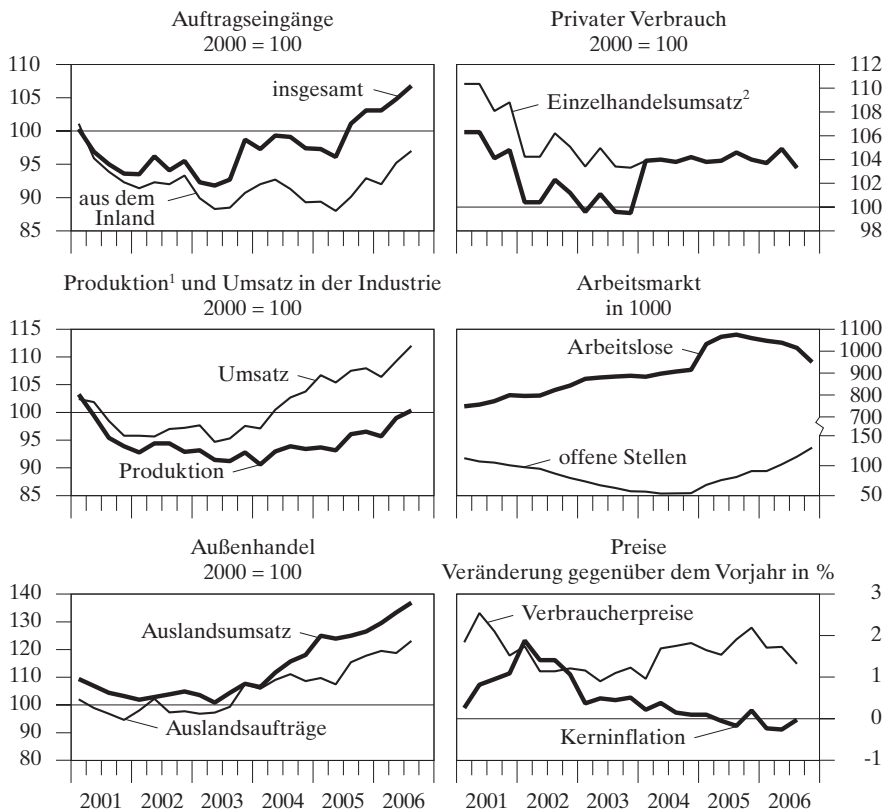 Auftragseingänge
2000 = 100
110
105
100
95
90
85
insgesamt
aus dem
Inland
Privater Verbrauch
2000 = 100
112
110
108
106
104
102
100
98
Einzelhandelsumsatz²
Produktion¹ und Umsatz in der Industrie
2000 = 100
115
110
105
100
95
90
85
Umsatz
Produktion
Arbeitsmarkt
in 1000
1100
1000
900
800
700
150
100
50
Arbeitslose
offene Stellen
Außenhandel
2000 = 100
140
130
120
110
100
90
80
Auslandsumsatz
Auslandsaufträge
2001 2002 2003 2004 2005 2006
Preise
Veränderung gegenüber dem Vorjahr in %
3
2
1
0
-1
Verbraucherpreise
Kerninflation
2001 2002 2003 2004 2005 2006